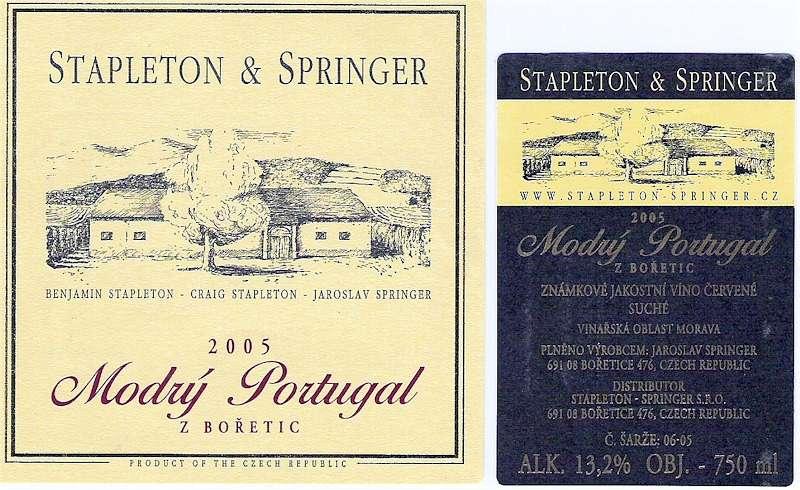 STAPLETON & SPRINGER
BENJAMIN STAPLETON - CRAIG STAPLETON - JAROSLAV SPRINGER
2005
Modrý Portugal
Z BOŘETIC
PRODUCT OF THE CZECH REPUBLIC
STAPLETON & SPRINGER
WWW.STAPLETON-SPRINGER.CZ
2005
Modrý Portugal
Z BOŘETIC
ZNÁMKOVÉ JAKOSTNÍ VÍNO ČERVENÉ
SUCHÉ
VINAŘSKÁ OBLAST MORAVA
PLNĚNO VÝROBCEM: JAROSLAV SPRINGER
691 08 BOŘETICE 476, CZECH REPUBLIC
DISTRIBUTOR
STAPLETON - SPRINGER S.R.O.
691 08 BOŘETICE 476, CZECH REPUBLIC
Č. ŠARŽE: 06-05
ALK. 13,2% OBJ. - 750 ml